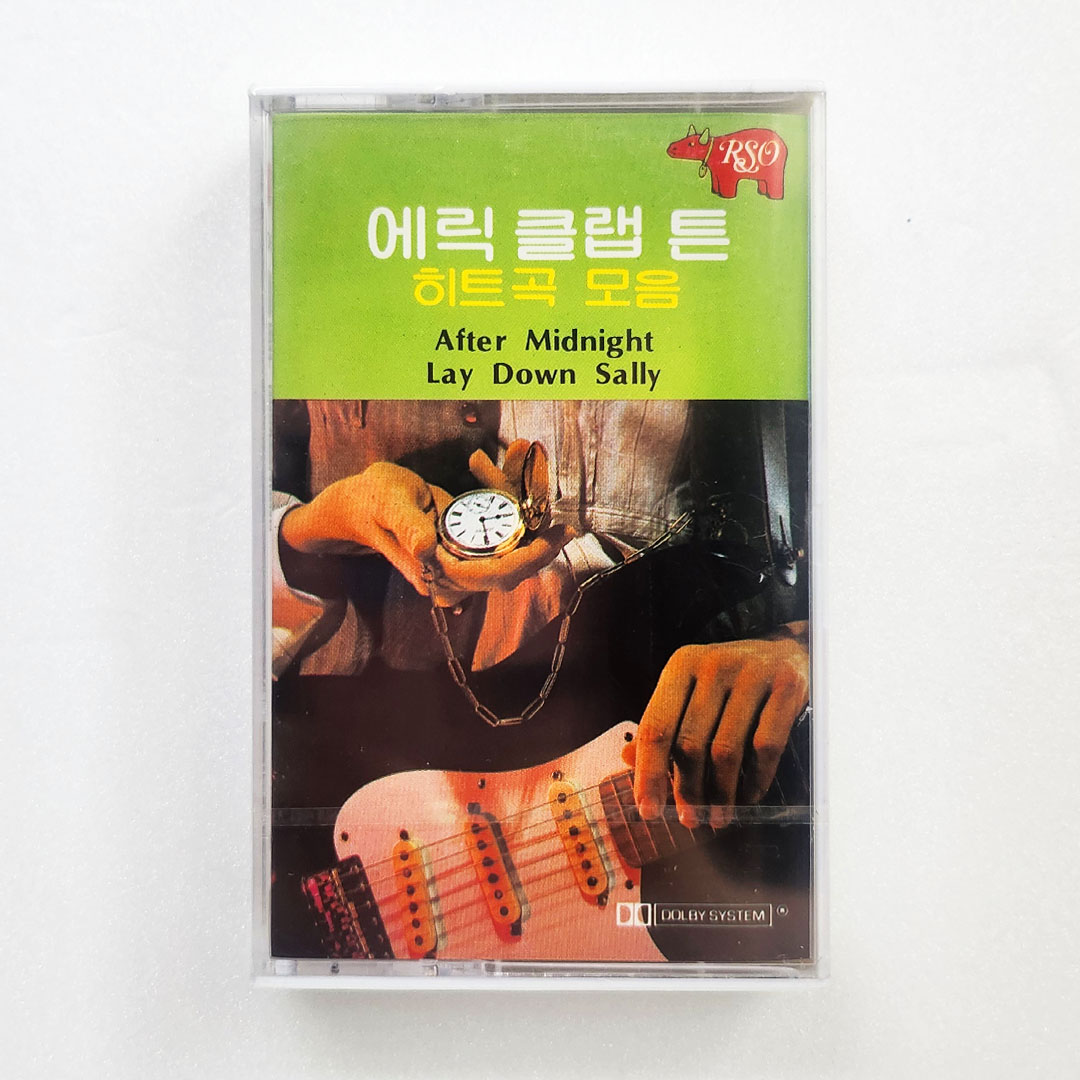 RSO
에릭 클랩 튼
히트곡 모음
After Midnight
Lay Down Sally
DOLBY SYSTEM ®